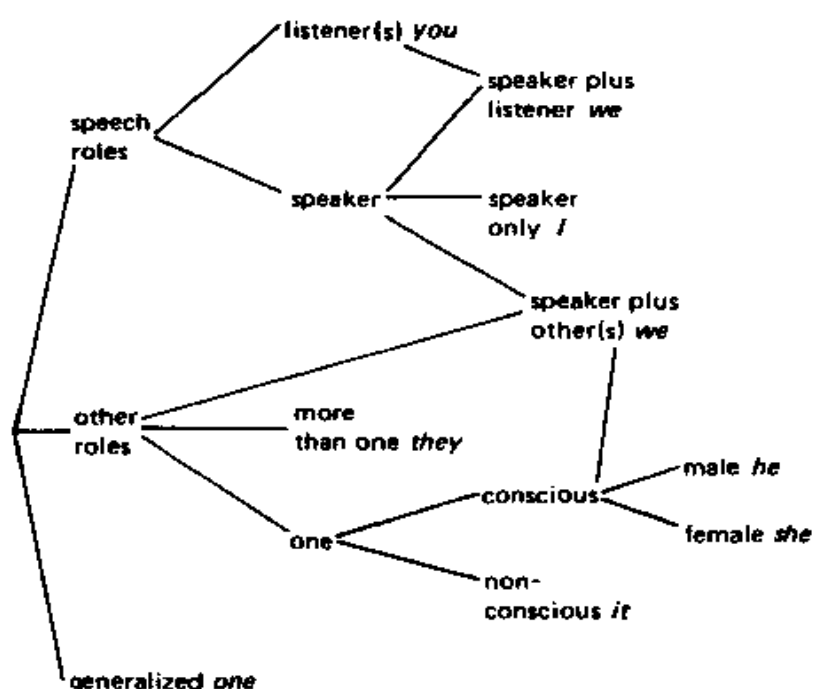 listener(s) you
speaker plus
listener we
speech
roles
speaker
speaker
only I
speaker plus
other(s) we
other
roles
more
than one they
conscious
male he
female she
one
non-
conscious it
generalized one